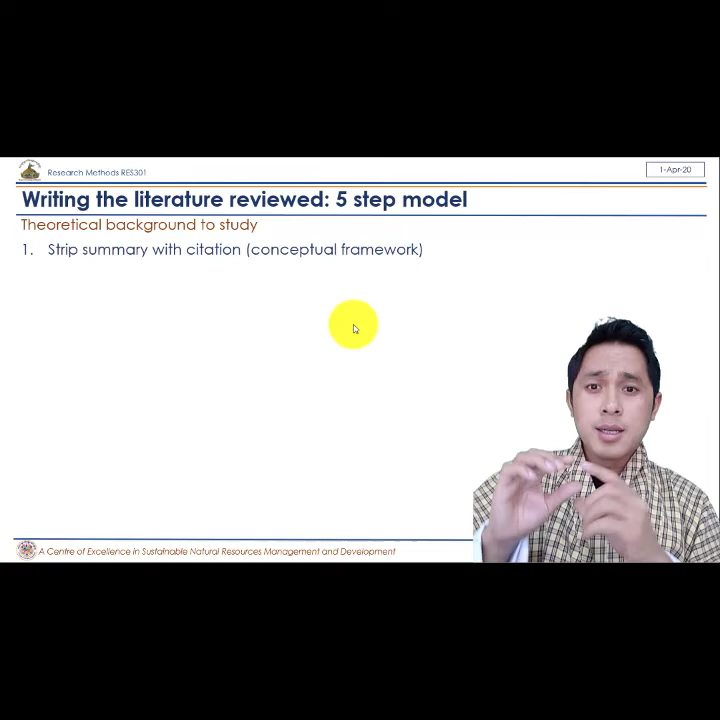 Research Methods RES301
1-Apr-20
Writing the literature reviewed: 5 step model
Theoretical background to study
1. Strip summary with citation (conceptual framework)
A Centre of Excellence in Sustainable Natural Resources Management and Development